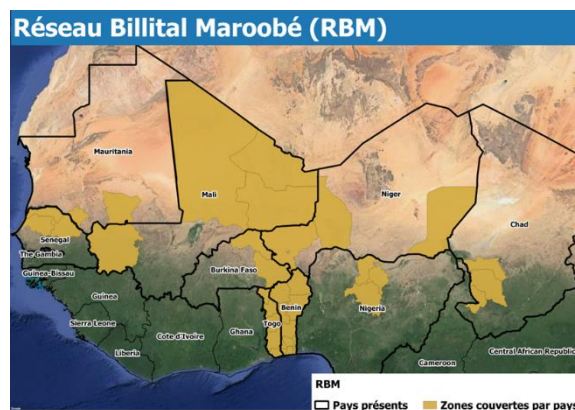 Réseau Billital Maroobé (RBM)
Mauritania
Mali
Niger
Chad
Senegal
The Gambia
Guinea-Bissau
Burkina Faso
Guinea
Benin
Nigeria
Togo
Sierra Leone
Cote d'Ivoire
Ghana
Liberia
Cameroon
Central African Republic
RBM
Pays présents
Zones couvertes par pays